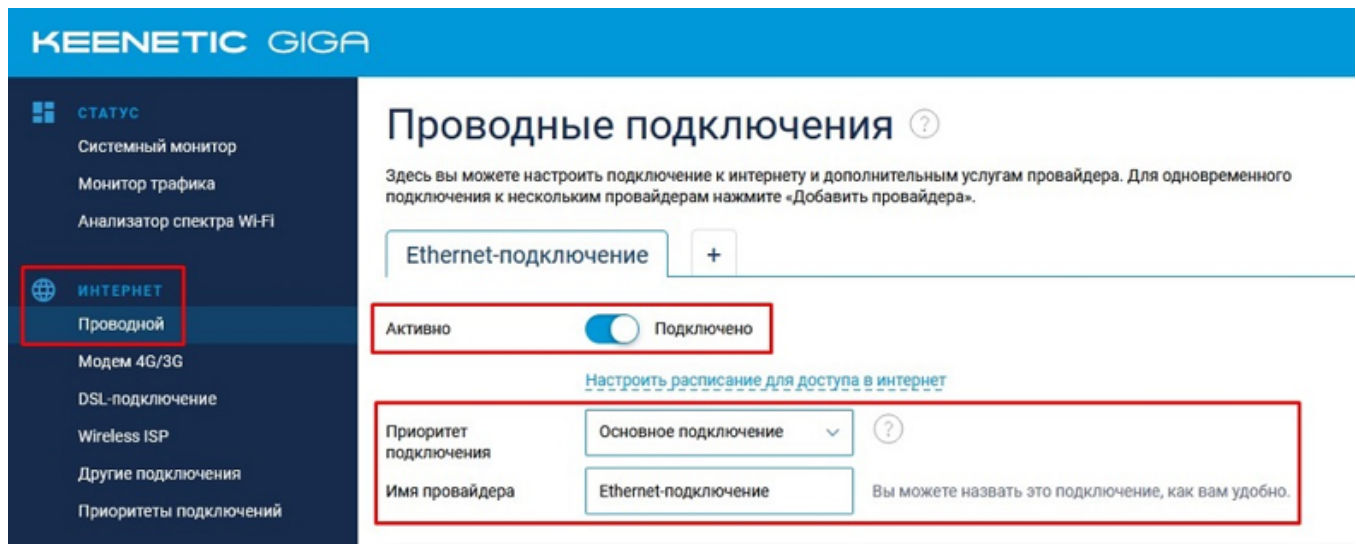 KEENETIC GIGA
СТАТУС
Системный монитор
Монитор трафика
Анализатор спектра Wi-Fi
ИНТЕРНЕТ
Проводной
Модем 4G/3G
DSL-подключение
Wireless ISP
Другие подключения
Приоритеты подключений
Проводные подключения ?
Здесь вы можете настроить подключение к интернету и дополнительным услугам провайдера. Для одновременного
подключения к нескольким провайдерам нажмите «Добавить провайдера».
Ethernet-подключение +
Активно Подключено
Настроить расписание для доступа в интернет
Приоритет
подключения
Основное подключение ?
Имя провайдера Ethernet-подключение Вы можете назвать это подключение, как вам удобно.